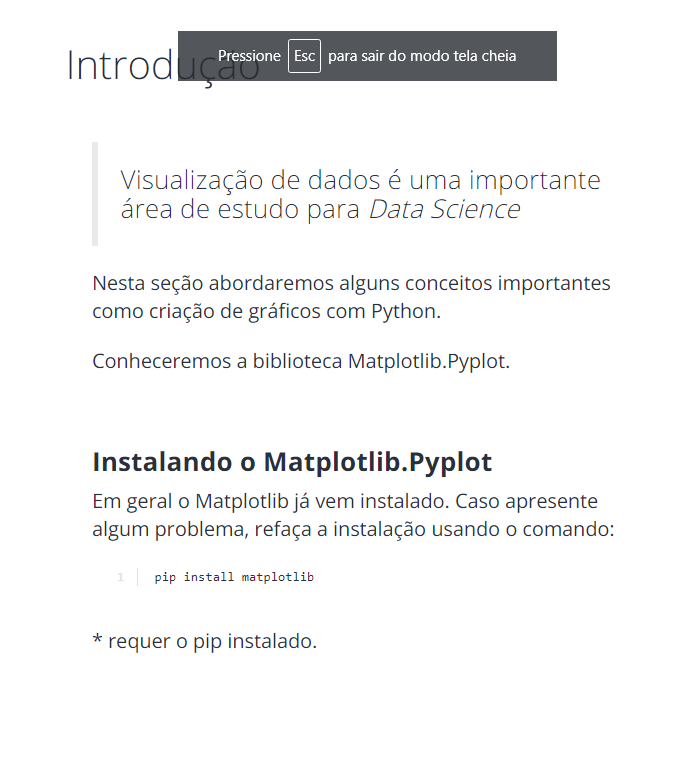 Introdução
Pressione Esc para sair do modo tela cheia
Visualização de dados é uma importante
área de estudo para Data Science
Nesta seção abordaremos alguns conceitos importantes
como criação de gráficos com Python.
Conheceremos a biblioteca Matplotlib.Pyplot.
Instalando o Matplotlib.Pyplot
Em geral o Matplotlib já vem instalado. Caso apresente
algum problema, refaça a instalação usando o comando:
1 pip install matplotlib
* requer o pip instalado.